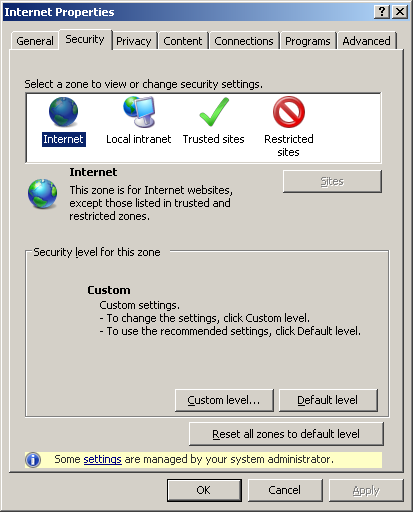 Internet Properties
General Security Privacy Content Connections Programs Advanced
Select a zone to view or change security settings.
Internet Local intranet Trusted sites Restricted
sites
Internet
Sites
This zone is for Internet websites,
except those listed in trusted and
restricted zones.
Security level for this zone
Custom
Custom settings.
- To change the settings, click Custom level.
- To use the recommended settings, click Default level.
Custom level... Default level
Reset all zones to default level
Some settings are managed by your system administrator.
OK Cancel Apply